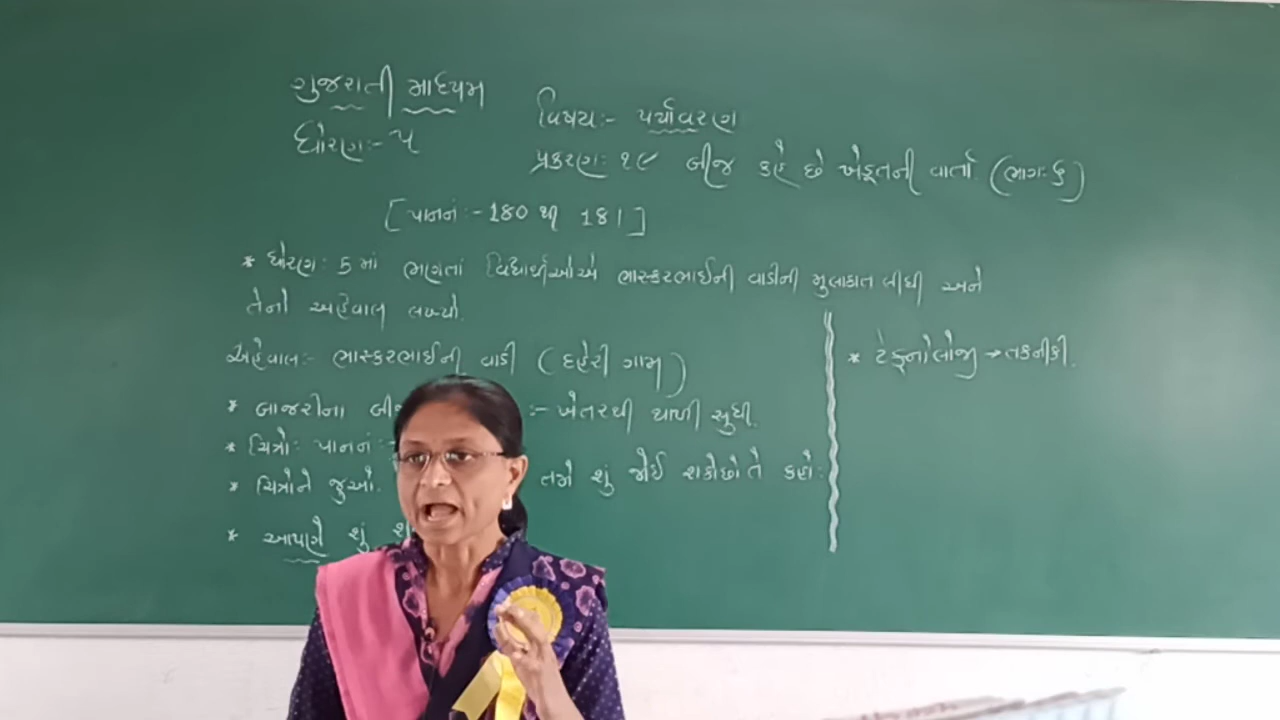 ગુજરાતી માધ્યમ
ધોરણ:- ૫
વિષય:- પર્યાવરણ
પ્રકરણ: ૧૯ બીજ કહે છે ખેડૂતની વાર્તા (ભાગ: ૬)
[પાનનં:- 180 થી 181]
* ધોરણ: 5 માં ભણતાં વિદ્યાર્થીઓએ ભાસ્કરભાઈની વાડીની મુલાકાત લીધી અને
તેનો અહેવાલ લખ્યો.
અહેવાલ:- ભાસ્કરભાઈની વાડી (દહેરી ગામ)
* બાજરીના :- ખેતરથી થાળી સુધી.
* ચિત્રો: પાનનં:-
* ચિત્રોને જુઓ. તમે શું જોઈ શકોછો તે કહો:
* આપણે શું
* ટેક્નોલોજી → તકનીકી.